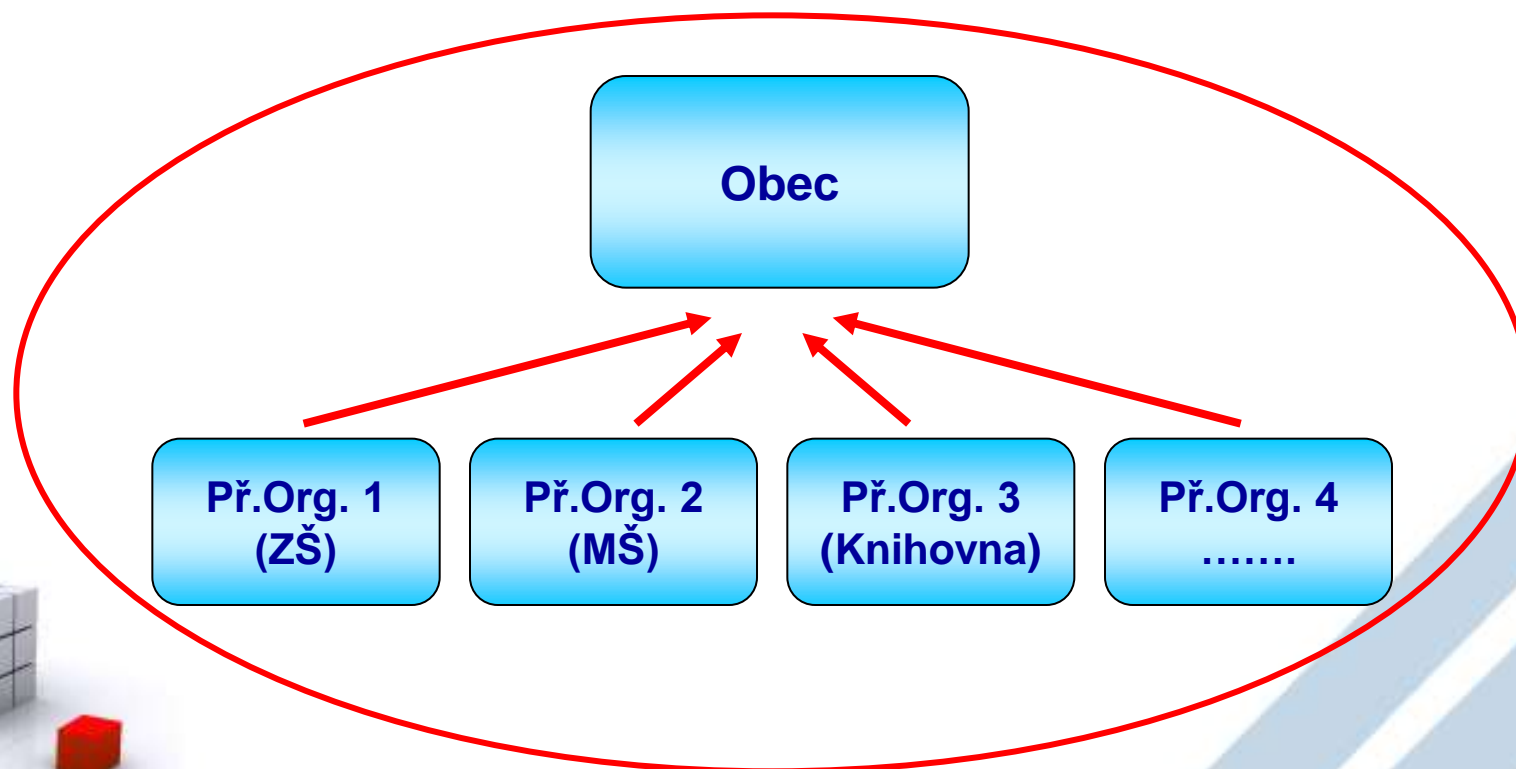 Obec
Př.Org. 1
(ZŠ)
Př.Org. 2
(MŠ)
Př.Org. 3
(Knihovna)
Př.Org. 4
…….